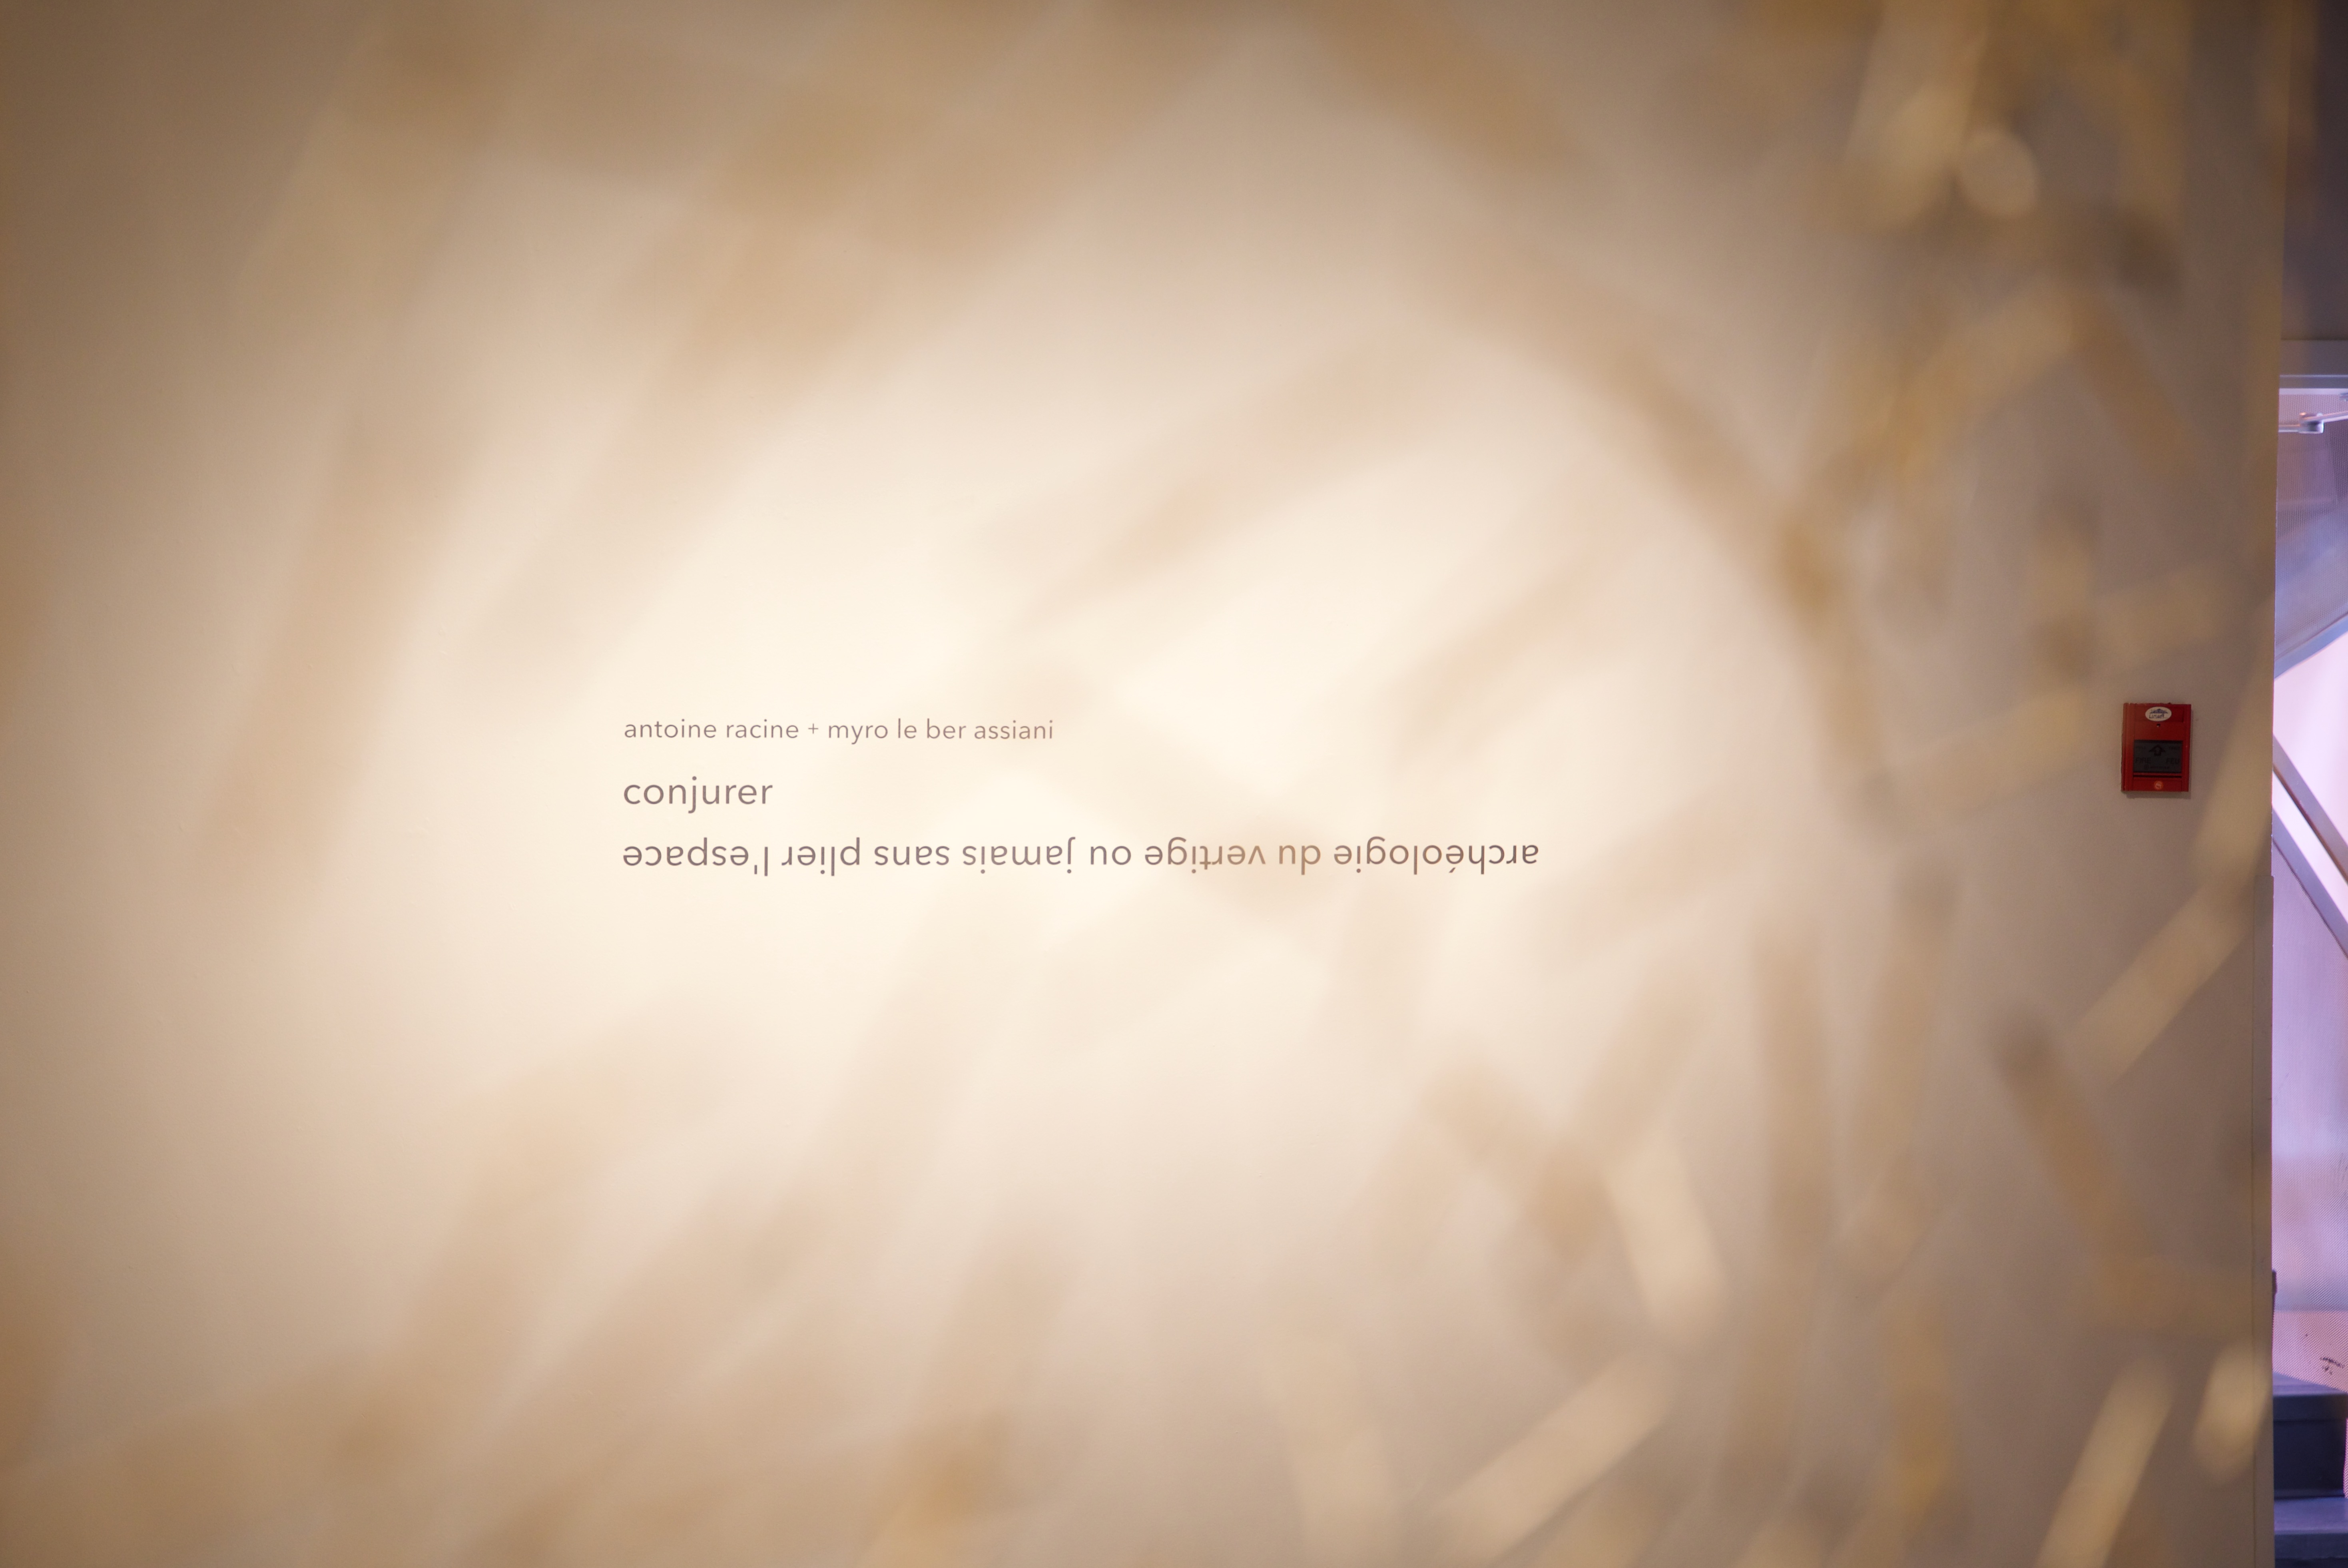 antoine racine + myro le ber assiani
conjurer
archéologie du vertige ou jamais sans plier l'espace